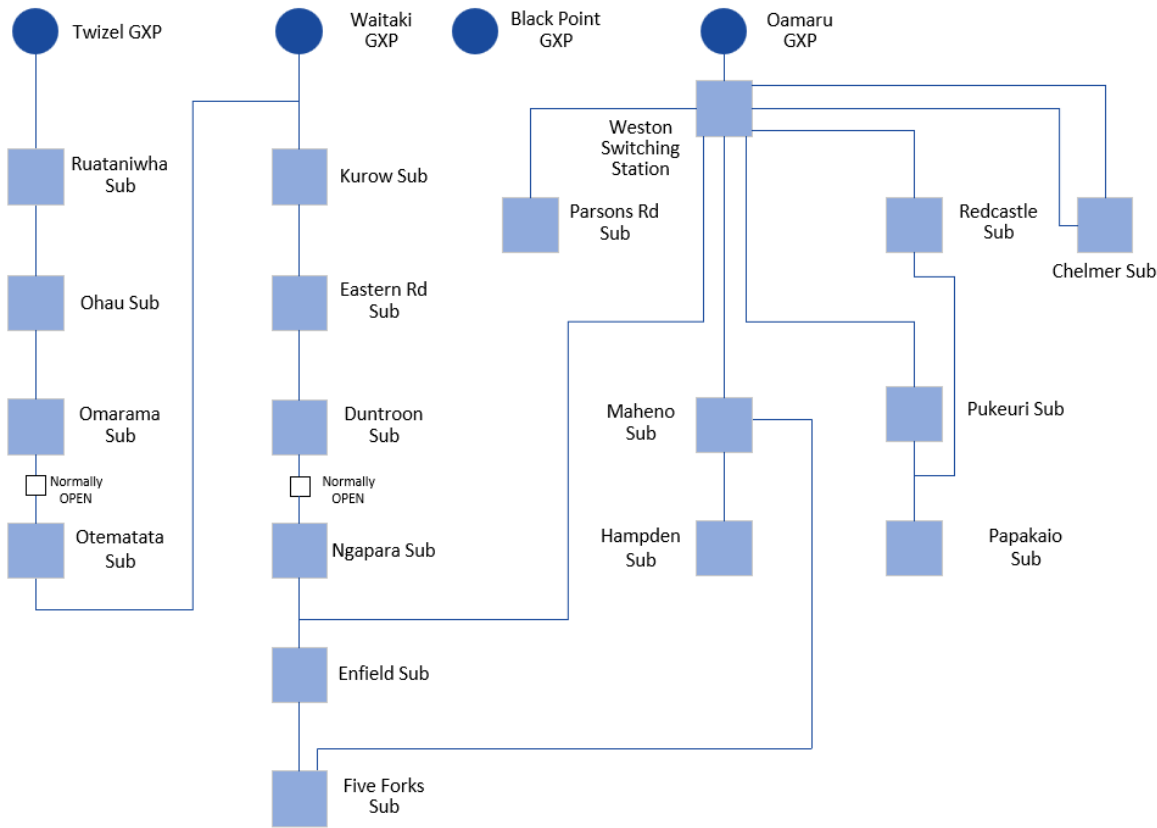 Twizel GXP
Waitaki
GXP
Black Point
GXP
Oamaru
GXP
Ruataniwha
Sub
Kurow Sub
Weston
Switching
Station
Parsons Rd
Sub
Redcastle
Sub
Chelmer Sub
Ohau Sub
Eastern Rd
Sub
Omarama
Sub
Duntroon
Sub
Maheno
Sub
Pukeuri Sub
Normally
OPEN
Normally
OPEN
Otematata
Sub
Ngapara Sub
Hampden
Sub
Papakaio
Sub
Enfield Sub
Five Forks
Sub